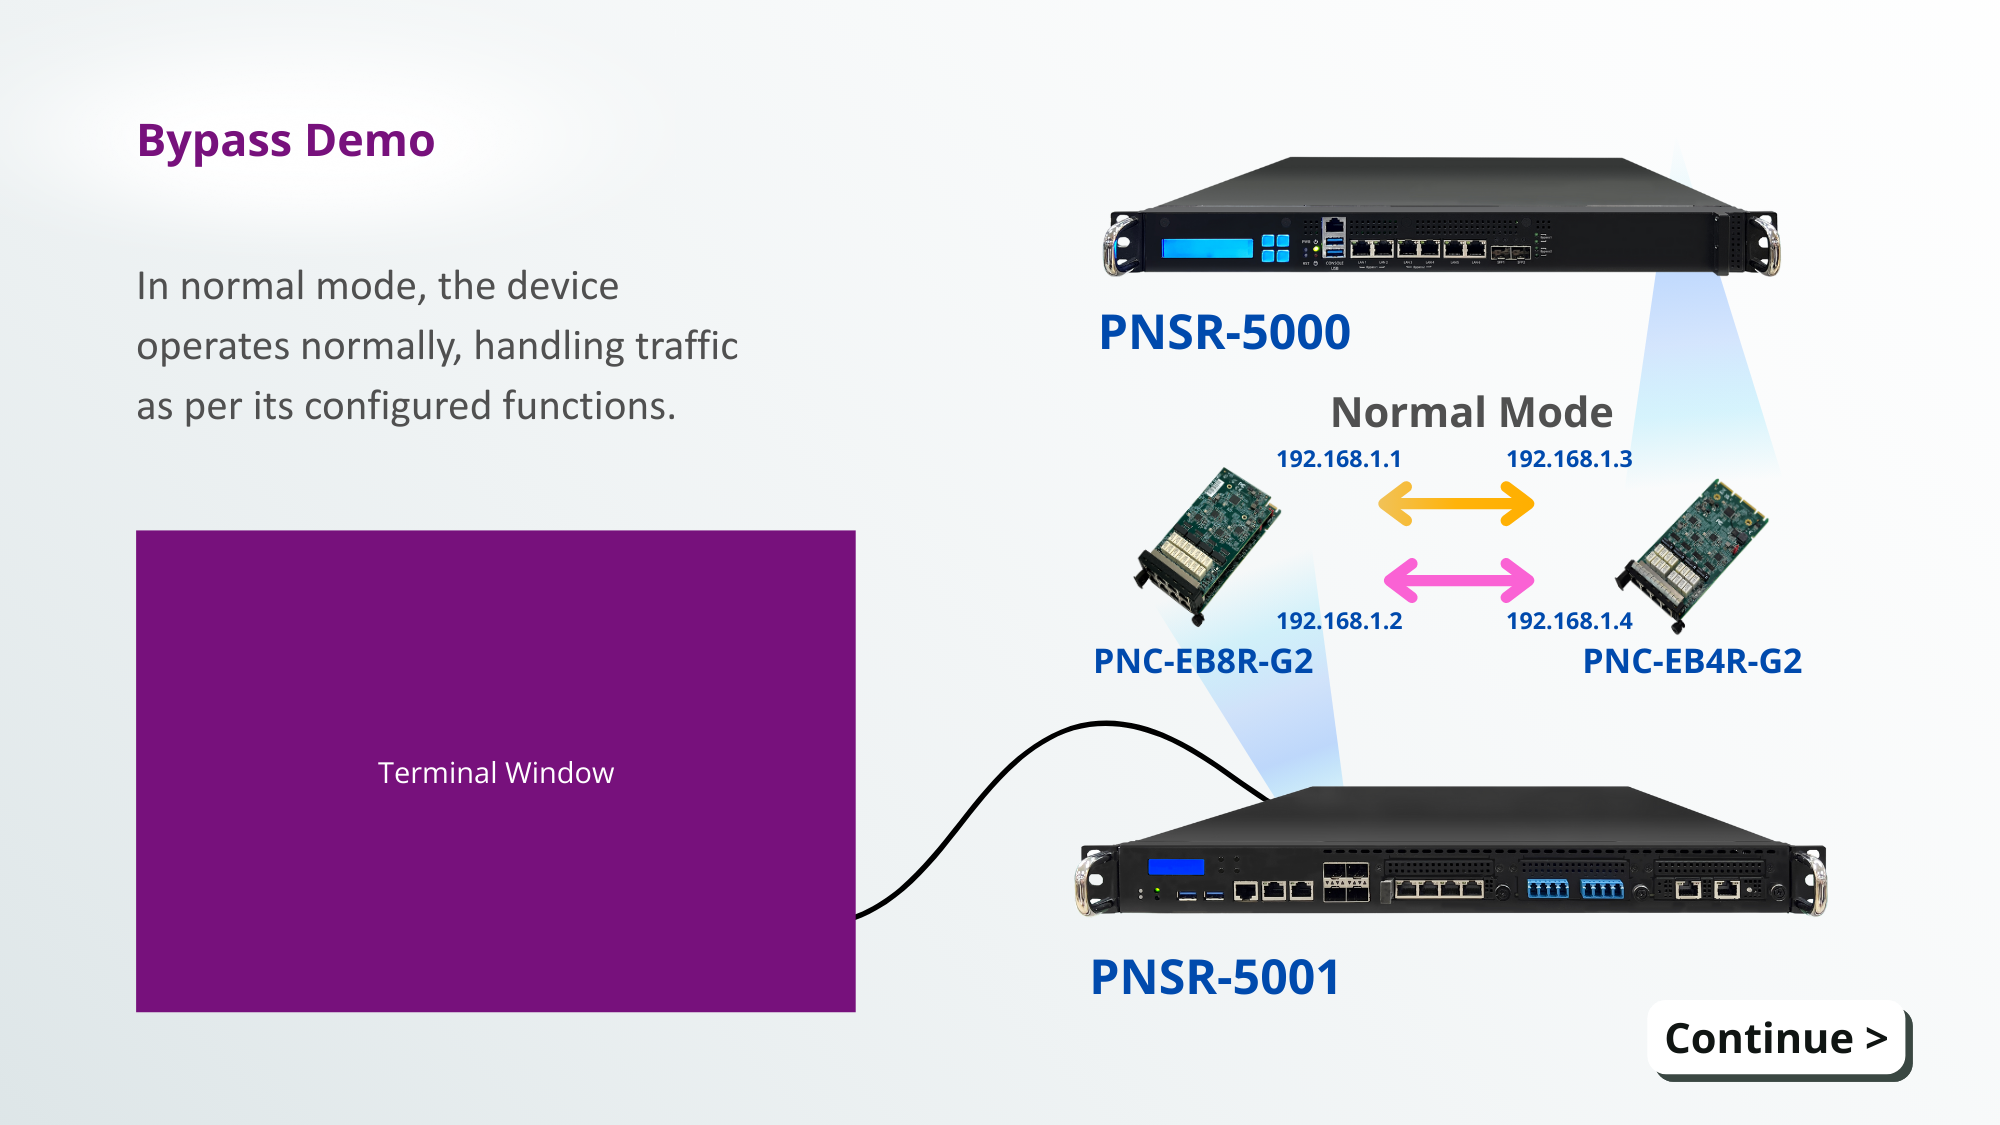 Bypass Demo
In normal mode, the device
operates normally, handling traffic
as per its configured functions.
Terminal Window
PNSR-5000
Normal Mode
192.168.1.1
192.168.1.3
192.168.1.2
192.168.1.4
PNC-EB8R-G2
PNC-EB4R-G2
PNSR-5001
Continue >